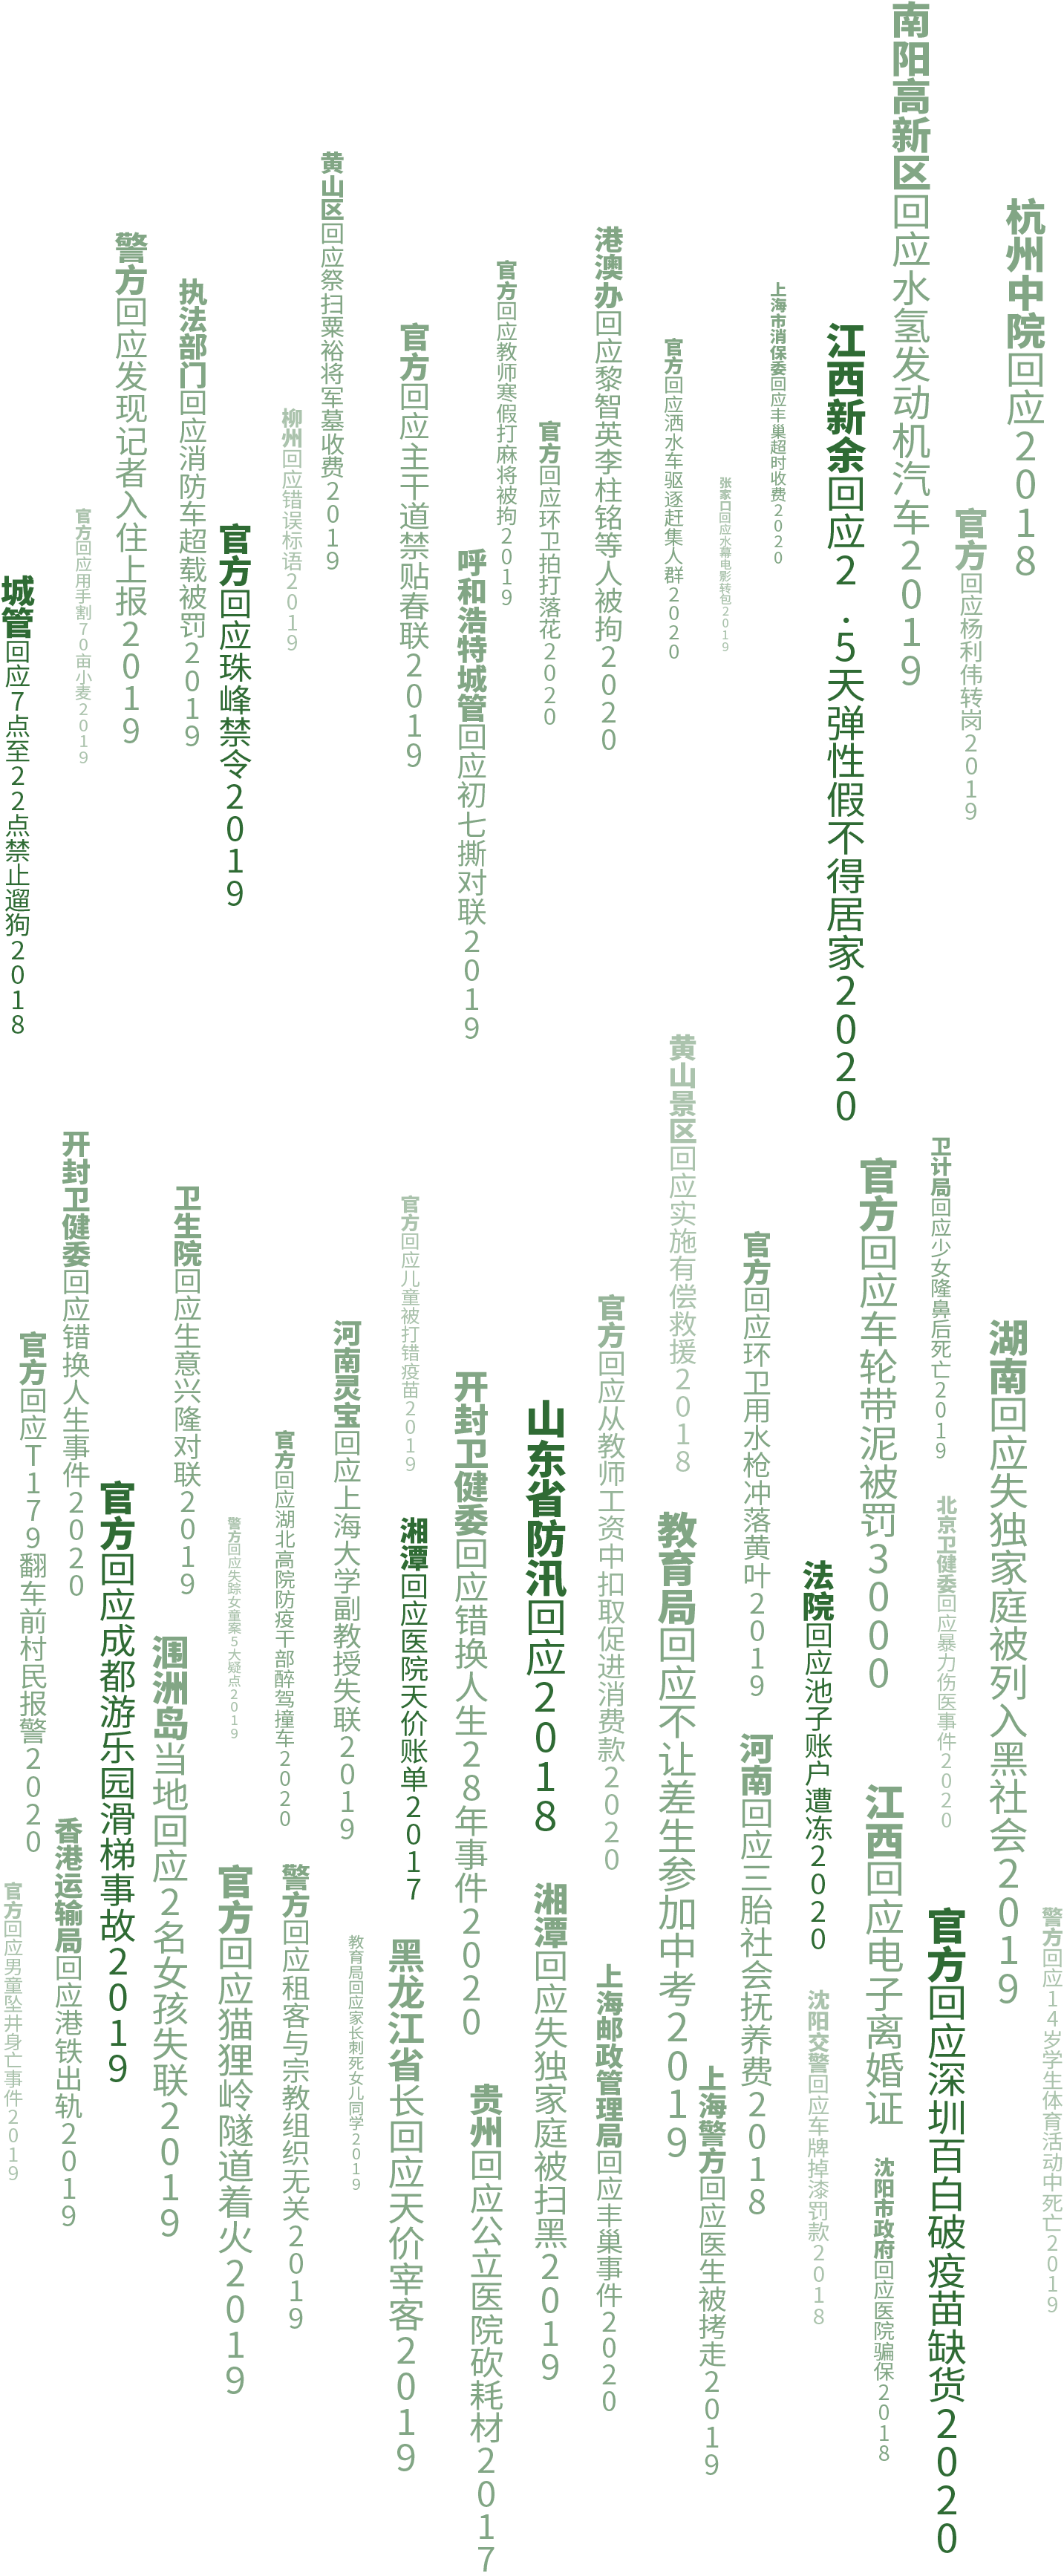 城管回应7点至22点禁止遛狗2018
官方回应用手割70亩小麦2019
警方回应发现记者入住上报2019
执法部门回应消防车超载被罚2019
官方回应珠峰禁令2019
柳州回应错误标语2019
黄山区回应祭扫粟裕将军墓收费2019
官方回应主干道禁贴春联2019
呼和浩特城管回应初七撕对联2019
官方回应教师寒假打麻将被拘2019
官方回应环卫拍打落花2020
港澳办回应黎智英李柱铭等人被拘2020
官方回应洒水车驱逐赶集人群2020
张家口回应水幕电影转包2019
上海市消保委回应丰巢超时收费2020
江西新余回应2.5天弹性假不得居家2020
南阳高新区回应水氢发动机汽车2019
官方回应杨利伟转岗2019
杭州中院回应2018
官方回应T179翻车前村民报警2020
官方回应男童坠井身亡事件2019
开封卫健委回应错换人生事件2020
香港运输局回应港铁出轨2019
官方回应成都游乐园滑梯事故2019
卫生院回应生意兴隆对联2019
涠洲岛当地回应2名女孩失联2019
警方回应失踪女童案5大疑点2019
官方回应猫狸岭隧道着火2019
官方回应湖北高院防疫干部醉驾撞车2020
警方回应租客与宗教组织无关2019
河南灵宝回应上海大学副教授失联2019
教育局回应家长刺死女儿同学2019
官方回应儿童被打错疫苗2019
湘潭回应医院天价账单2017
黑龙江省长回应天价宰客2019
开封卫健委回应错换人生28年事件2020
贵州回应公立医院砍耗材2017
山东省防汛回应2018
湘潭回应失独家庭被扫黑2019
官方回应从教师工资中扣取促进消费款2020
上海邮政管理局回应丰巢事件2020
黄山景区回应实施有偿救援2018
教育局回应不让差生参加中考2019
上海警方回应医生被拷走2019
官方回应环卫用水枪冲落黄叶2019
河南回应三胎社会抚养费2018
法院回应池子账户遭冻2020
沈阳交警回应车牌掉漆罚款2018
官方回应车轮带泥被罚3000
江西回应电子离婚证
沈阳市政府回应医院骗保2018
卫计局回应少女隆鼻后死亡2019
北京卫健委回应暴力伤医事件2020
官方回应深圳百白破疫苗缺货2020
湖南回应失独家庭被列入黑社会2019
警方回应14岁学生体育活动中死亡2019